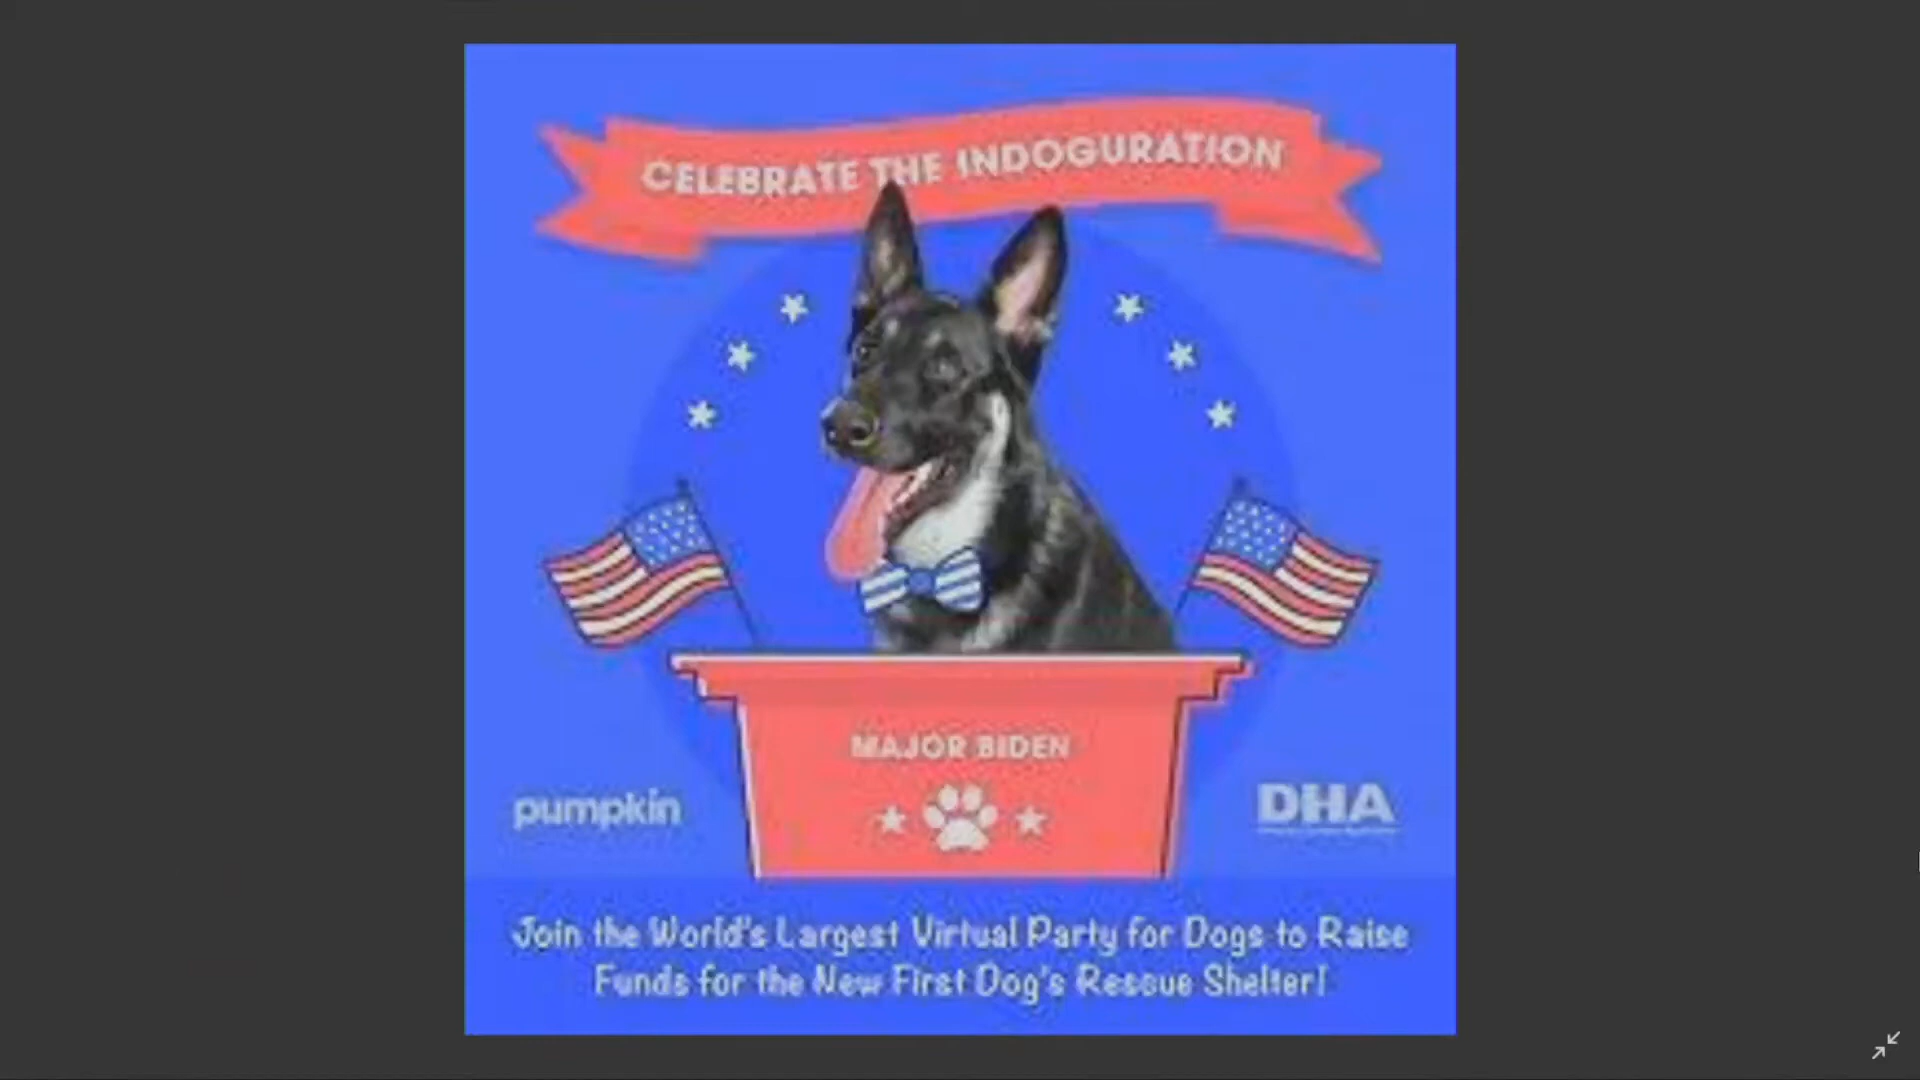 CELEBRATE THE INDOGURATION
MAJOR BIDEN
pumpkin
DHA
Join the World's Largest Virtual Party for Dogs to Raise
Funds for the New First Dog's Rescue Shelter!